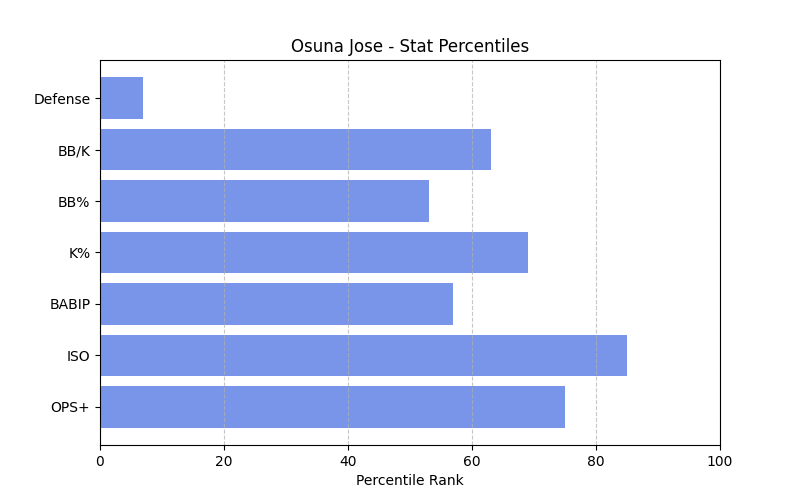 Osuna Jose - Stat Percentiles
Defense
BB/K
BB%
K%
BABIP
ISO
OPS+
0 20 40 60 80 100
Percentile Rank